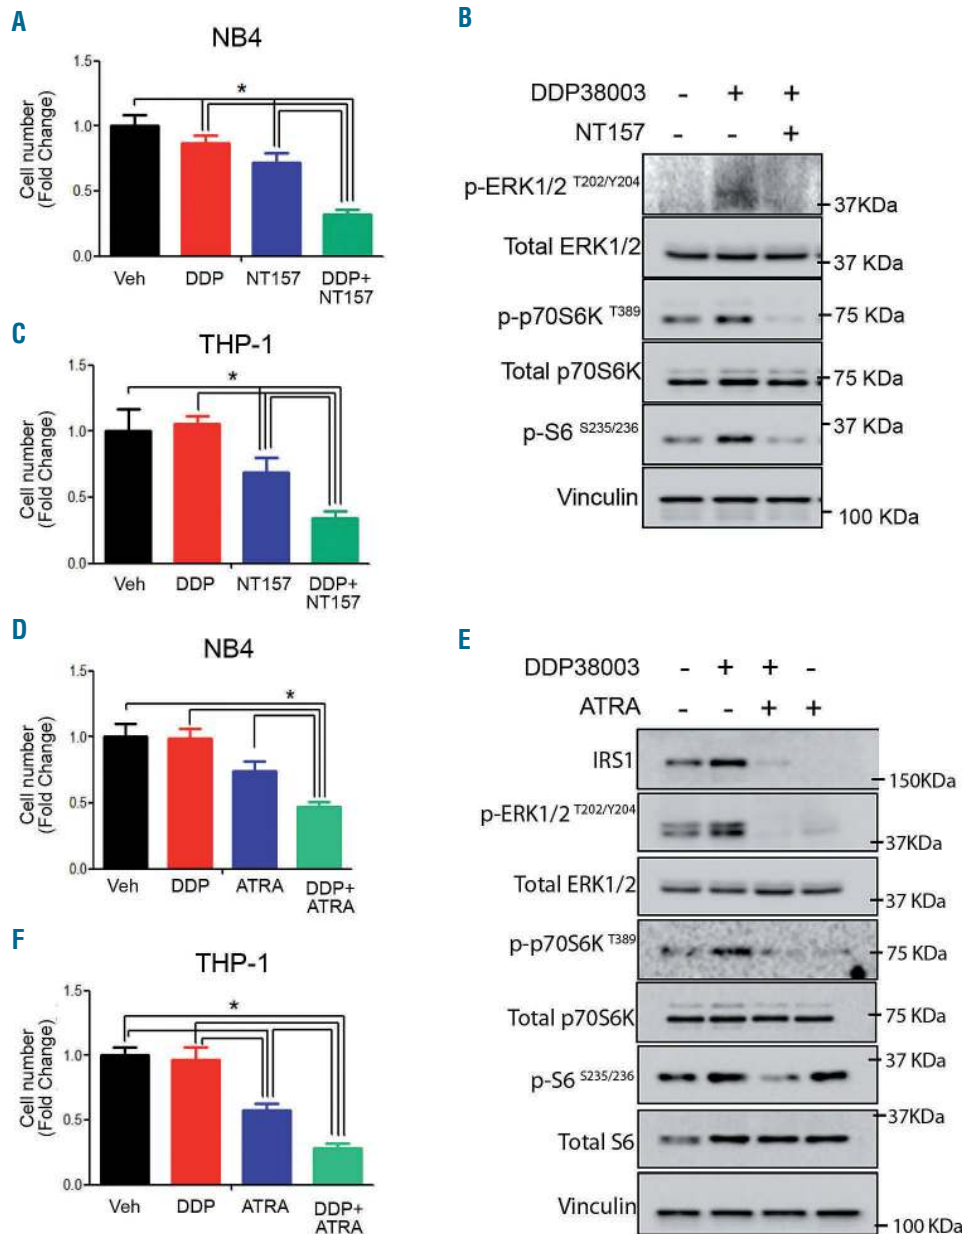 A
NB4
Cell number
(Fold Change)
1.5
1.0
0.5
0.0
*
Veh
DDP
NT157
DDP+
NT157
B
DDP38003 - + +
NT157 - - +
p-ERK1/2 T202/Y204
37KDa
Total ERK1/2
37 KDa
p-p70S6K T389
75 KDa
Total p70S6K
75 KDa
p-S6 S235/236
37 KDa
Vinculin
100 KDa
C
THP-1
Cell number
(Fold Change)
1.5
1.0
0.5
0.0
*
Veh
DDP
NT157
DDP+
NT157
D
NB4
Cell number
(Fold Change)
1.5
1.0
0.5
0.0
*
Veh
DDP
ATRA
DDP+
ATRA
E
DDP38003 - + + -
ATRA - - + +
IRS1
150KDa
p-ERK1/2 T202/Y204
37KDa
Total ERK1/2
37 KDa
p-p70S6K T389
75 KDa
Total p70S6K
75 KDa
p-S6 S235/236
37 KDa
Total S6
37KDa
Vinculin
100 KDa
F
THP-1
Cell number
(Fold Change)
1.5
1.0
0.5
0.0
*
Veh
DDP
ATRA
DDP+
ATRA